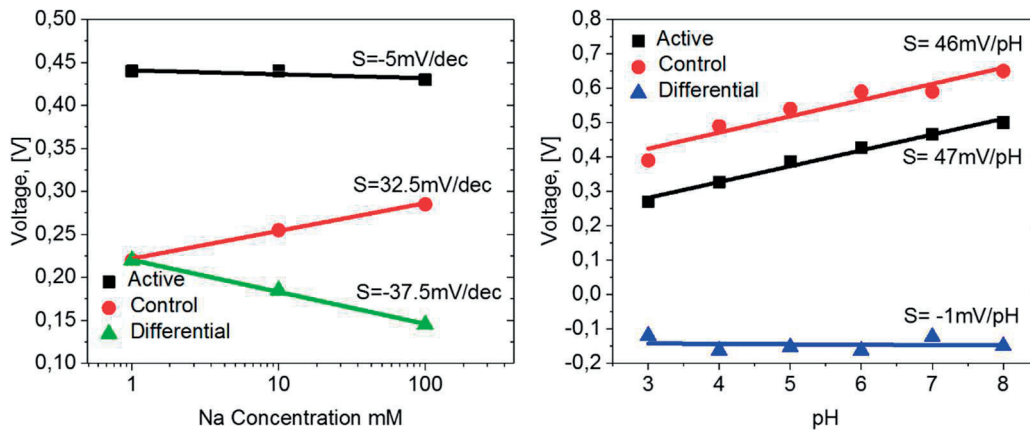 0,50
0,45
0,40
0,35
0,30
0,25
0,20
0,15
0,10
Voltage, [V]
S=-5mV/dec
S=32.5mV/dec
S=-37.5mV/dec
Active
Control
Differential
1
10
100
Na Concentration mM
0,8
0,7
0,6
0,5
0,4
0,3
0,2
0,1
0,0
-0,1
-0,2
Voltage, [V]
Active
Control
Differential
S= 46mV/pH
S= 47mV/pH
S= -1mV/pH
3
4
5
6
7
8
pH